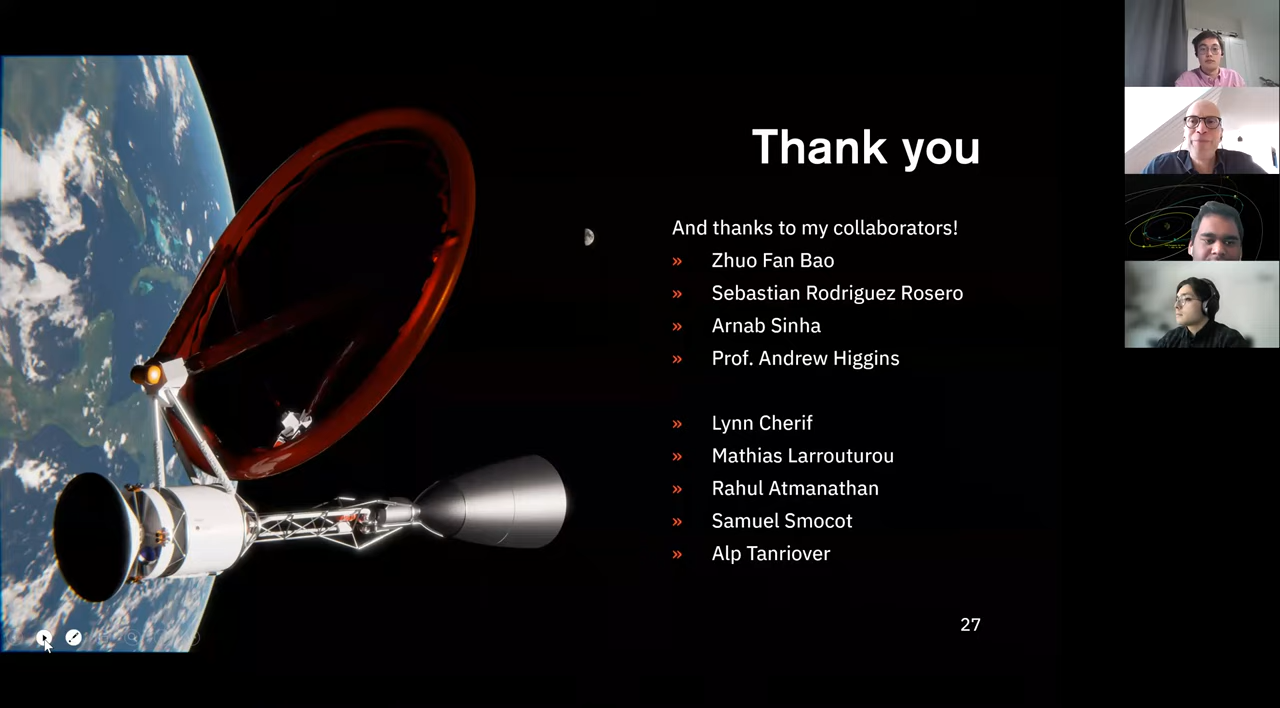 Thank you
And thanks to my collaborators!
» Zhuo Fan Bao
» Sebastian Rodriguez Rosero
» Arnab Sinha
» Prof. Andrew Higgins
» Lynn Cherif
» Mathias Larrouturou
» Rahul Atmanathan
» Samuel Smocot
» Alp Tanriover
27